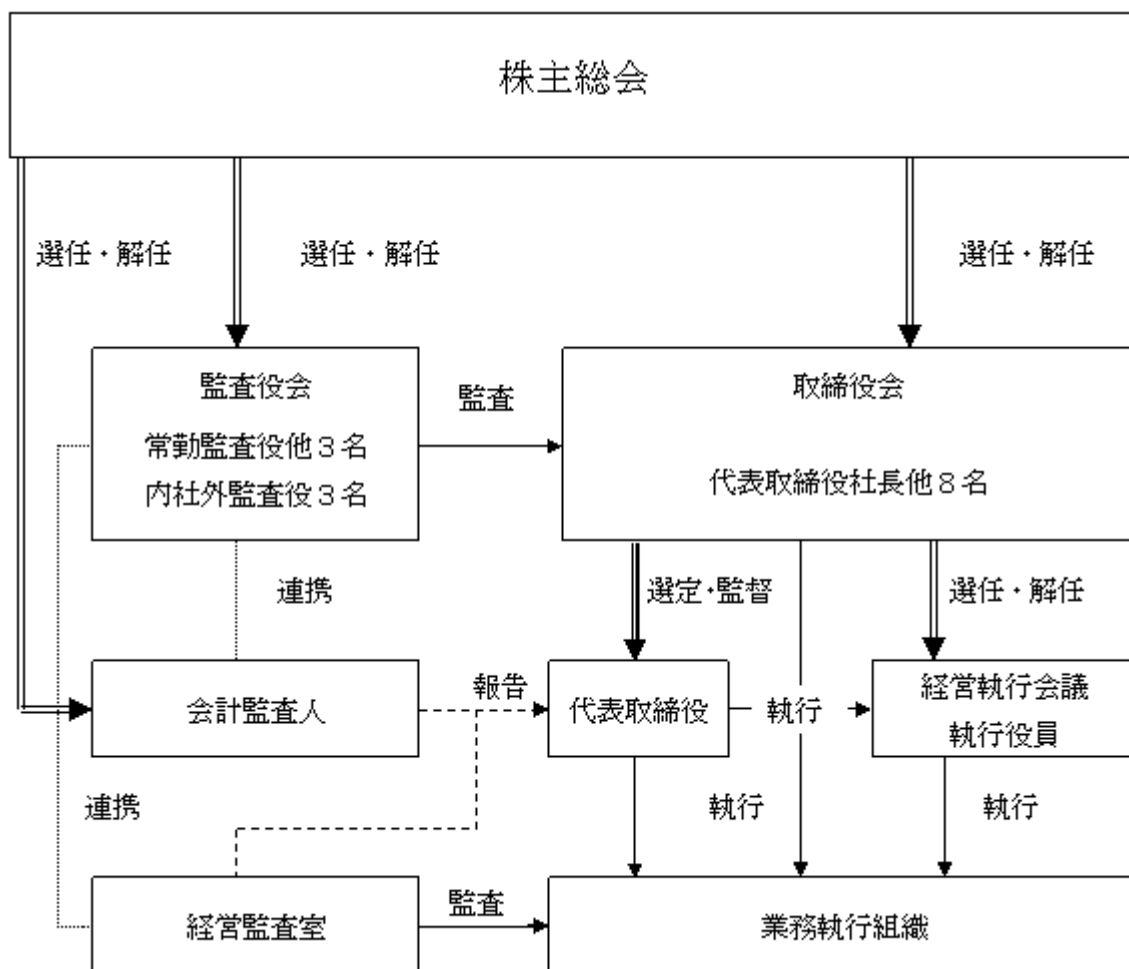 株主総会
選任・解任
選任・解任
選任・解任
監査役会
常勤監査役他３名
内社外監査役３名
監査
取締役会
代表取締役社長他８名
連携
選定・監督
選任・解任
会計監査人
報告
代表取締役
執行
経営執行会議
執行役員
連携
執行
執行
経営監査室
監査
業務執行組織